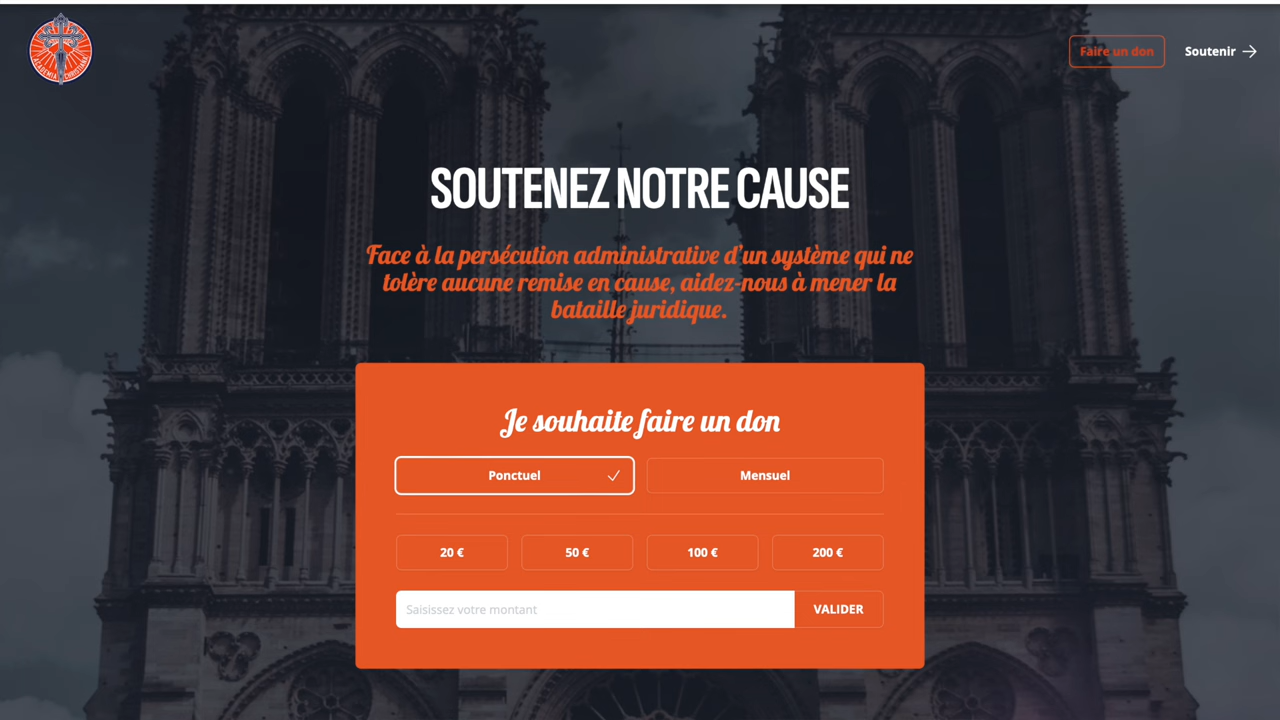 ACADEMIA CHRISTIANA
Faire un don
Soutenir
SOUTENEZ NOTRE CAUSE
Face à la persécution administrative d'un système qui ne
tolère aucune remise en cause, aidez-nous à mener la
bataille juridique.
Je souhaite faire un don
Ponctuel
Mensuel
20 €
50 €
100 €
200 €
Saisissez votre montant
VALIDER